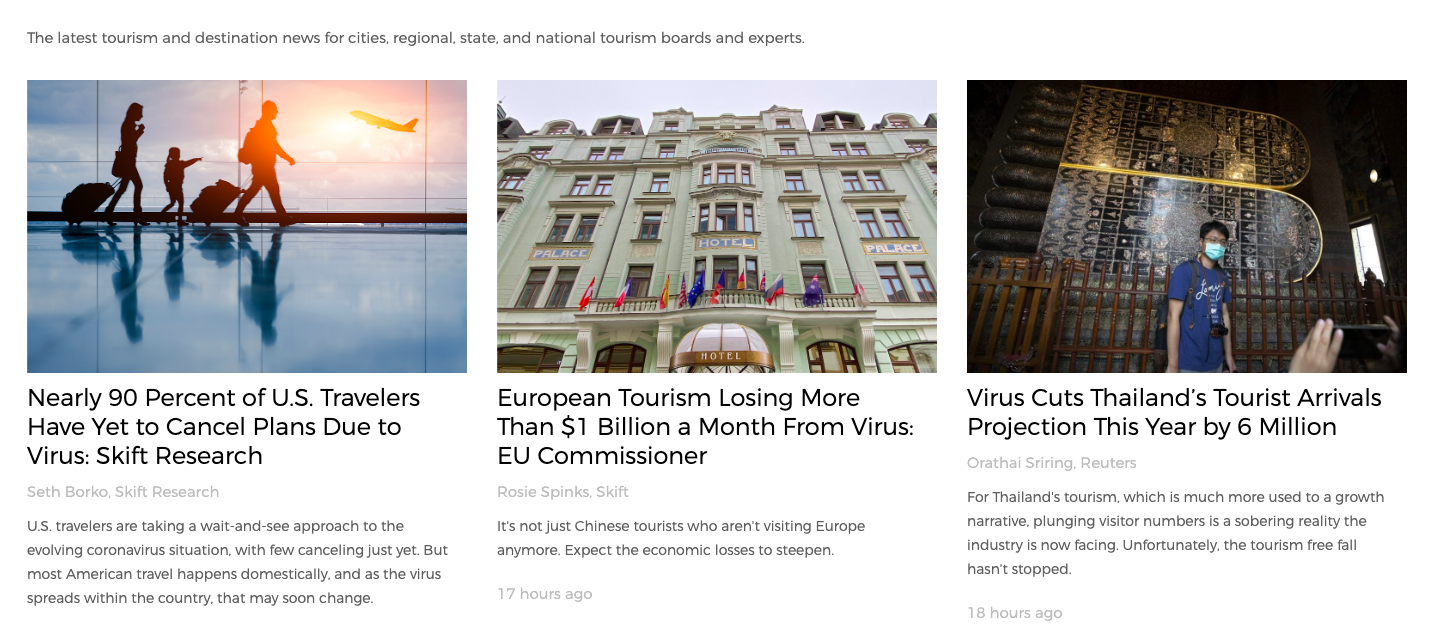 The latest tourism and destination news for cities, regional, state, and national tourism boards and experts.
PALACE
HOTEL
PALACE
HOTEL
Nearly 90 Percent of U.S. Travelers
Have Yet to Cancel Plans Due to
Virus: Skift Research
Seth Borko, Skift Research
U.S. travelers are taking a wait-and-see approach to the
evolving coronavirus situation, with few canceling just yet. But
most American travel happens domestically, and as the virus
spreads within the country, that may soon change.
European Tourism Losing More
Than $1 Billion a Month From Virus:
EU Commissioner
Rosie Spinks, Skift
It's not just Chinese tourists who aren't visiting Europe
anymore. Expect the economic losses to steepen.
17 hours ago
Virus Cuts Thailand’s Tourist Arrivals
Projection This Year by 6 Million
Orathai Sriring, Reuters
For Thailand's tourism, which is much more used to a growth
narrative, plunging visitor numbers is a sobering reality the
industry is now facing. Unfortunately, the tourism free fall
hasn't stopped.
18 hours ago